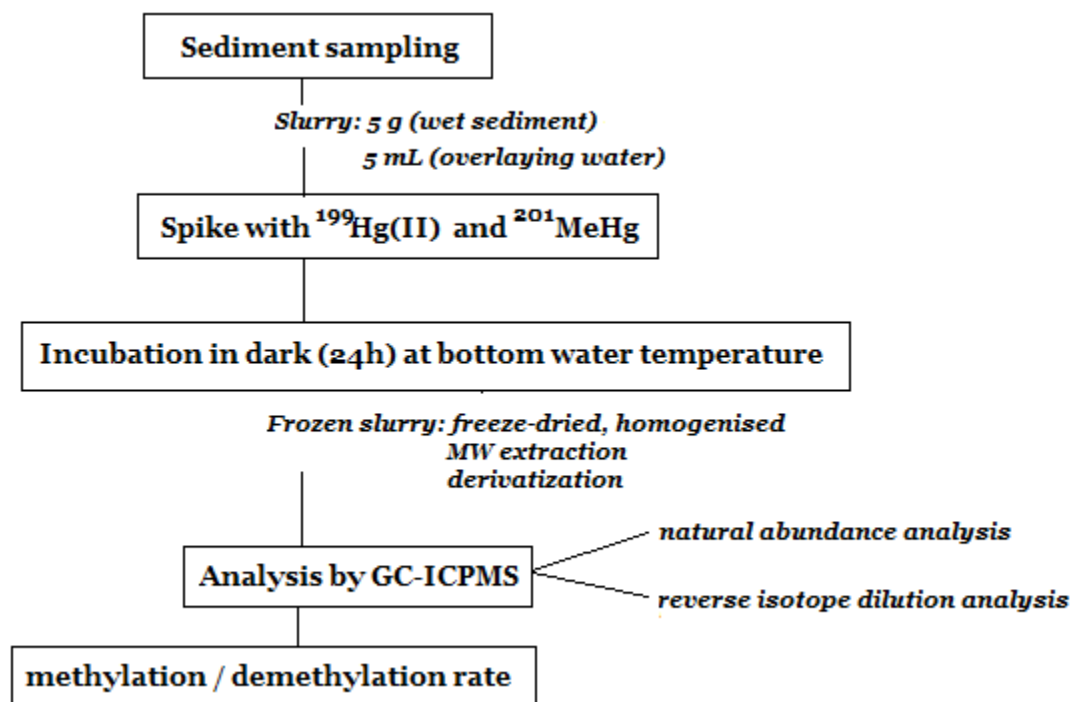 Sediment sampling
Slurry: 5 g (wet sediment)
5 mL (overlaying water)
Spike with ¹⁹⁹Hg(II) and ²⁰¹MeHg
Incubation in dark (24h) at bottom water temperature
Frozen slurry: freeze-dried, homogenised
MW extraction
derivatization
natural abundance analysis
Analysis by GC-ICPMS
reverse isotope dilution analysis
methylation / demethylation rate